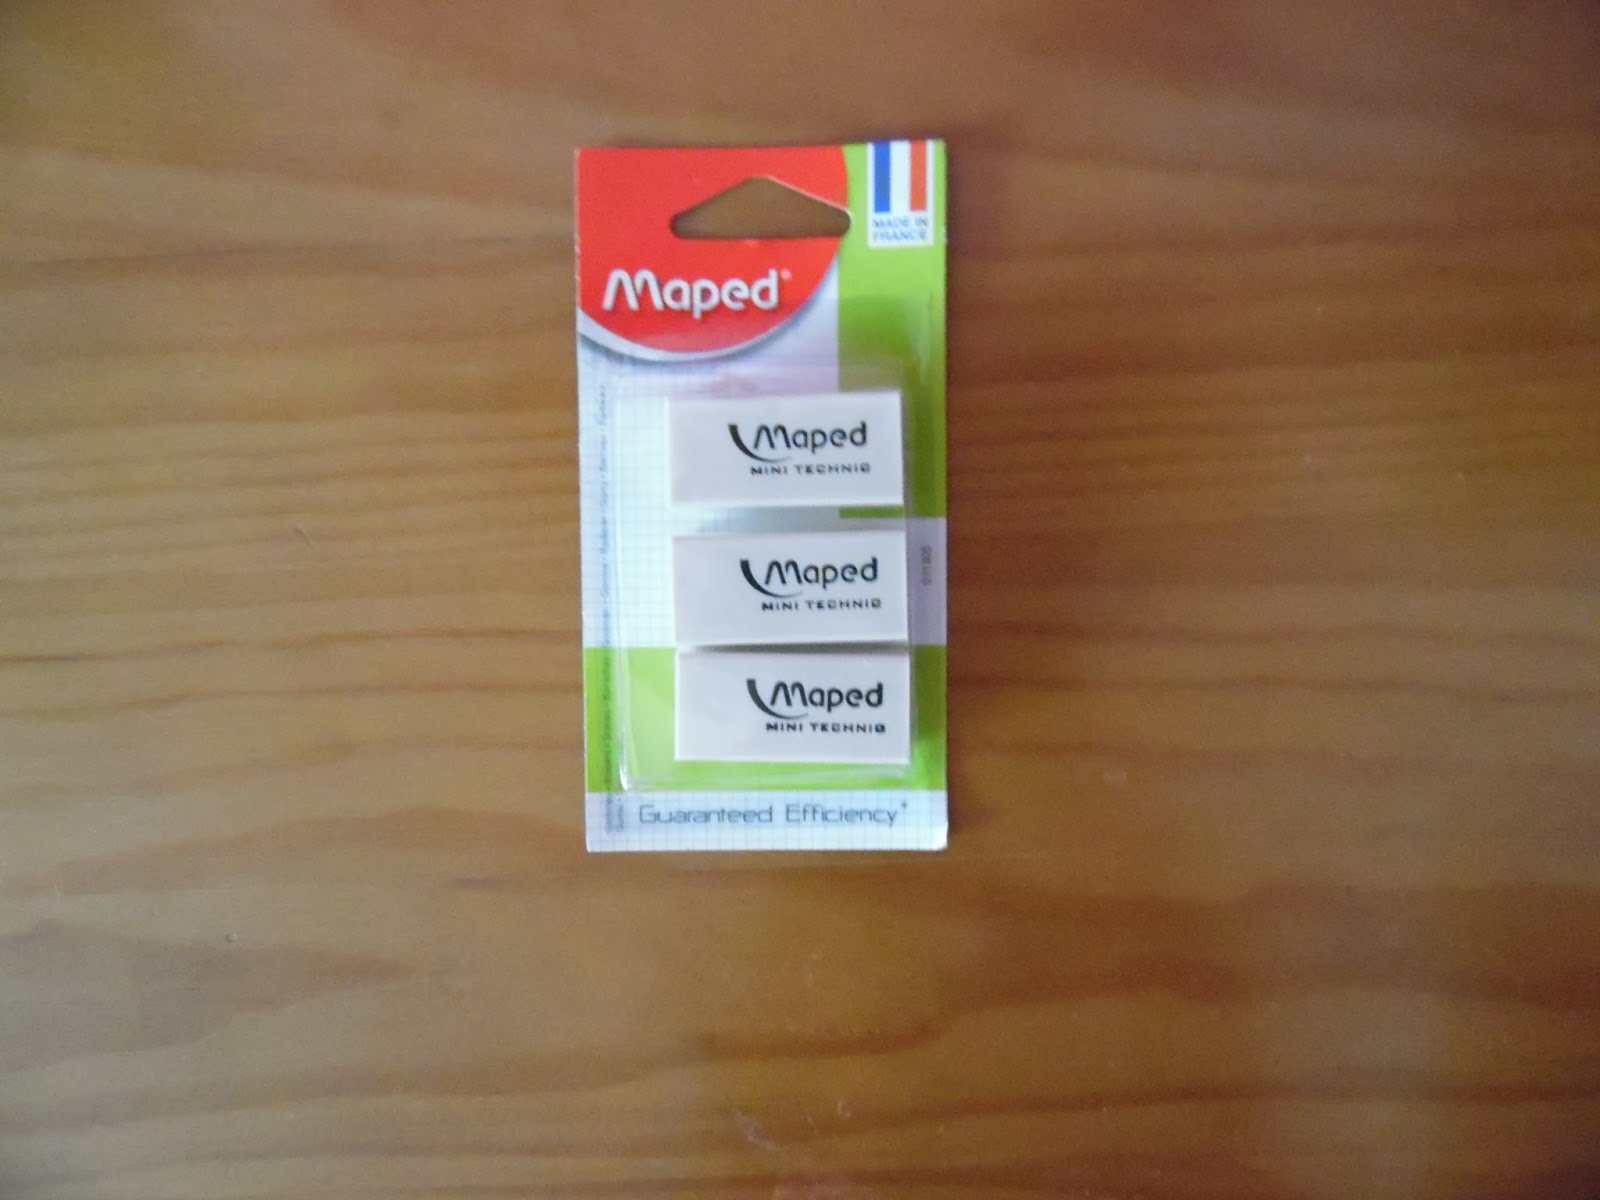 MADE IN
FRANCE
Maped®
Maped
MINI TECHNIC
Maped
MINI TECHNIC
Maped
MINI TECHNIC
Guaranteed Efficiency*